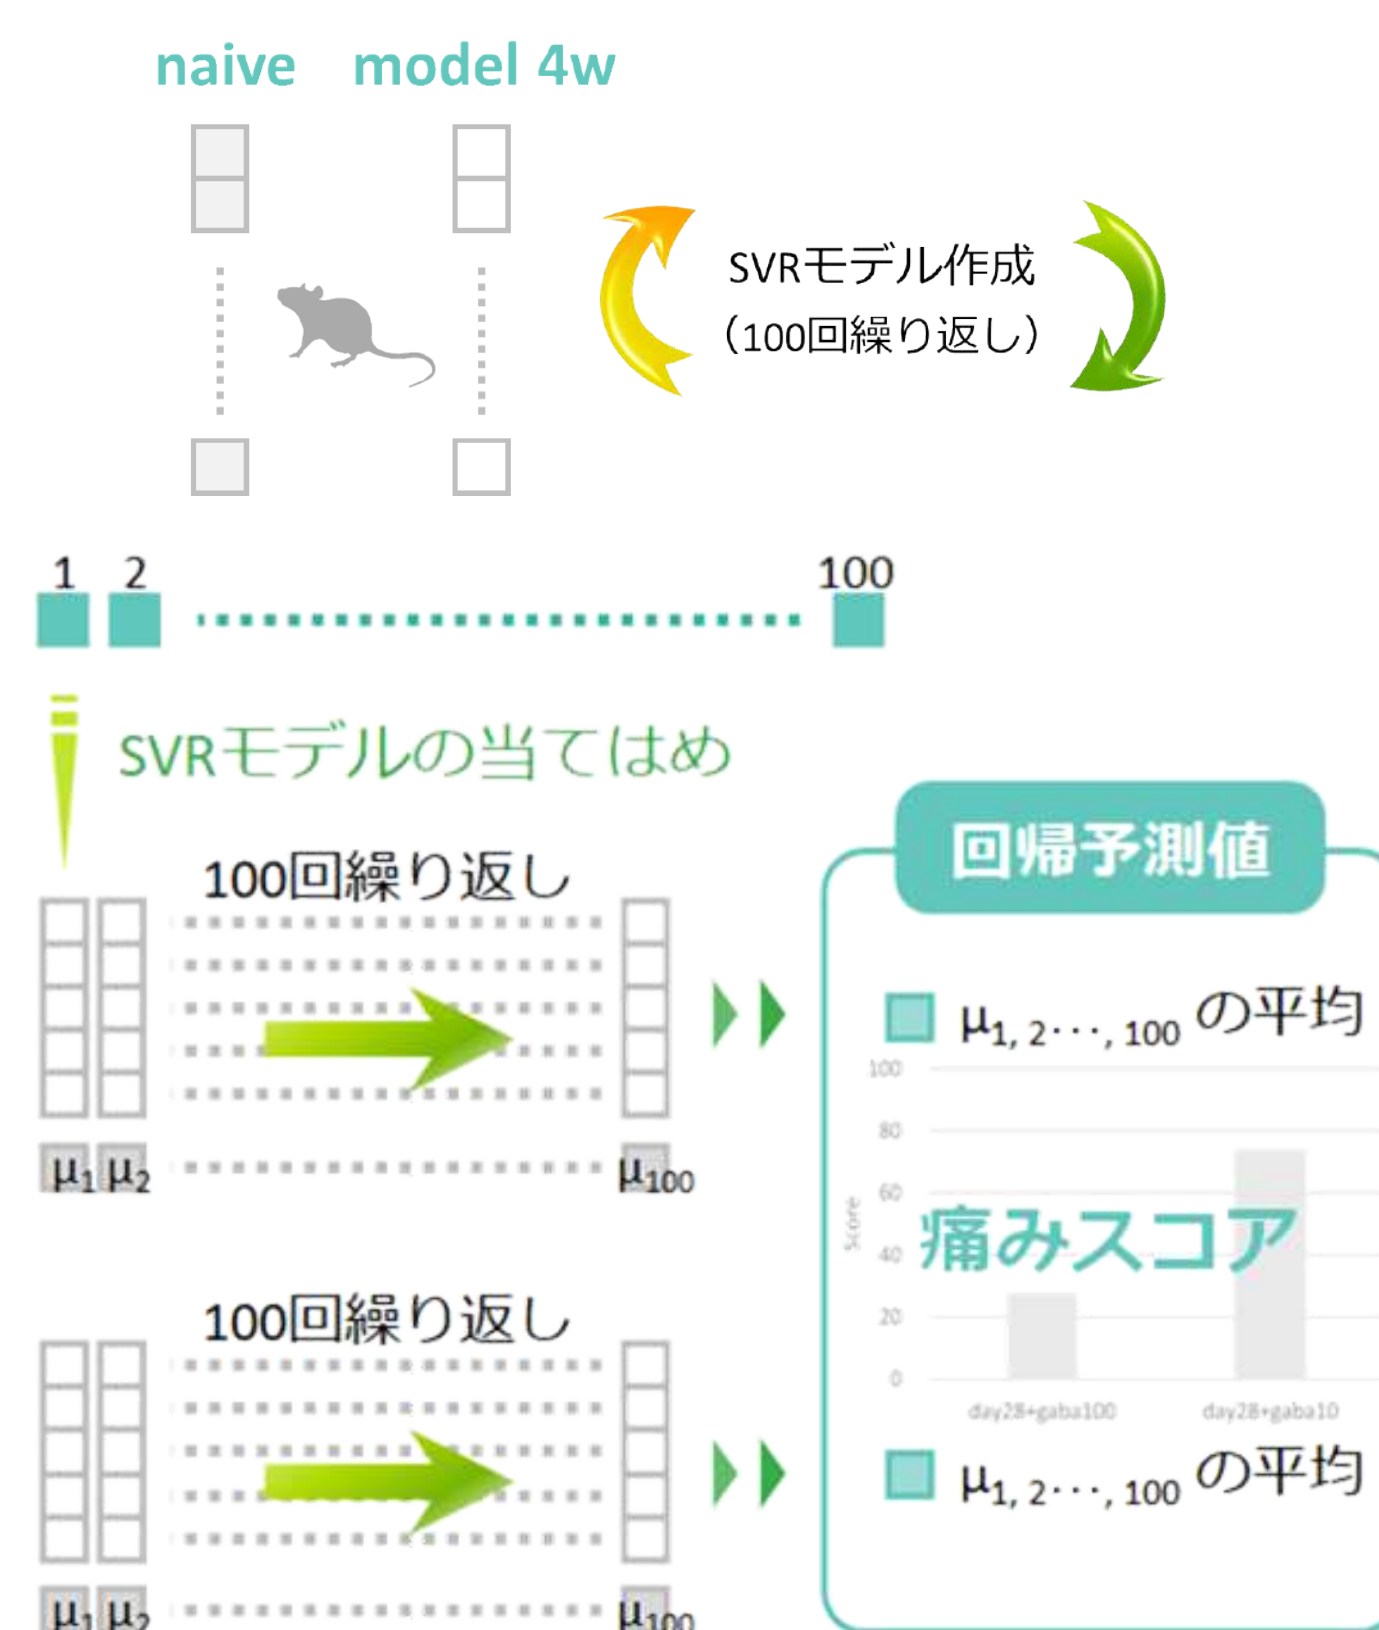 naive model 4w
SVRモデル作成
（100回繰り返し）
1 2 100
SVRモデルの当てはめ
100回繰り返し
μ1 μ2 μ100
100回繰り返し
μ1 μ2 μ100
回帰予測値
μ1, 2･･･, 100 の平均
100
80
60
40
20
0
Score
痛みスコア
day28+gaba100 day28+gaba10
μ1, 2･･･, 100 の平均